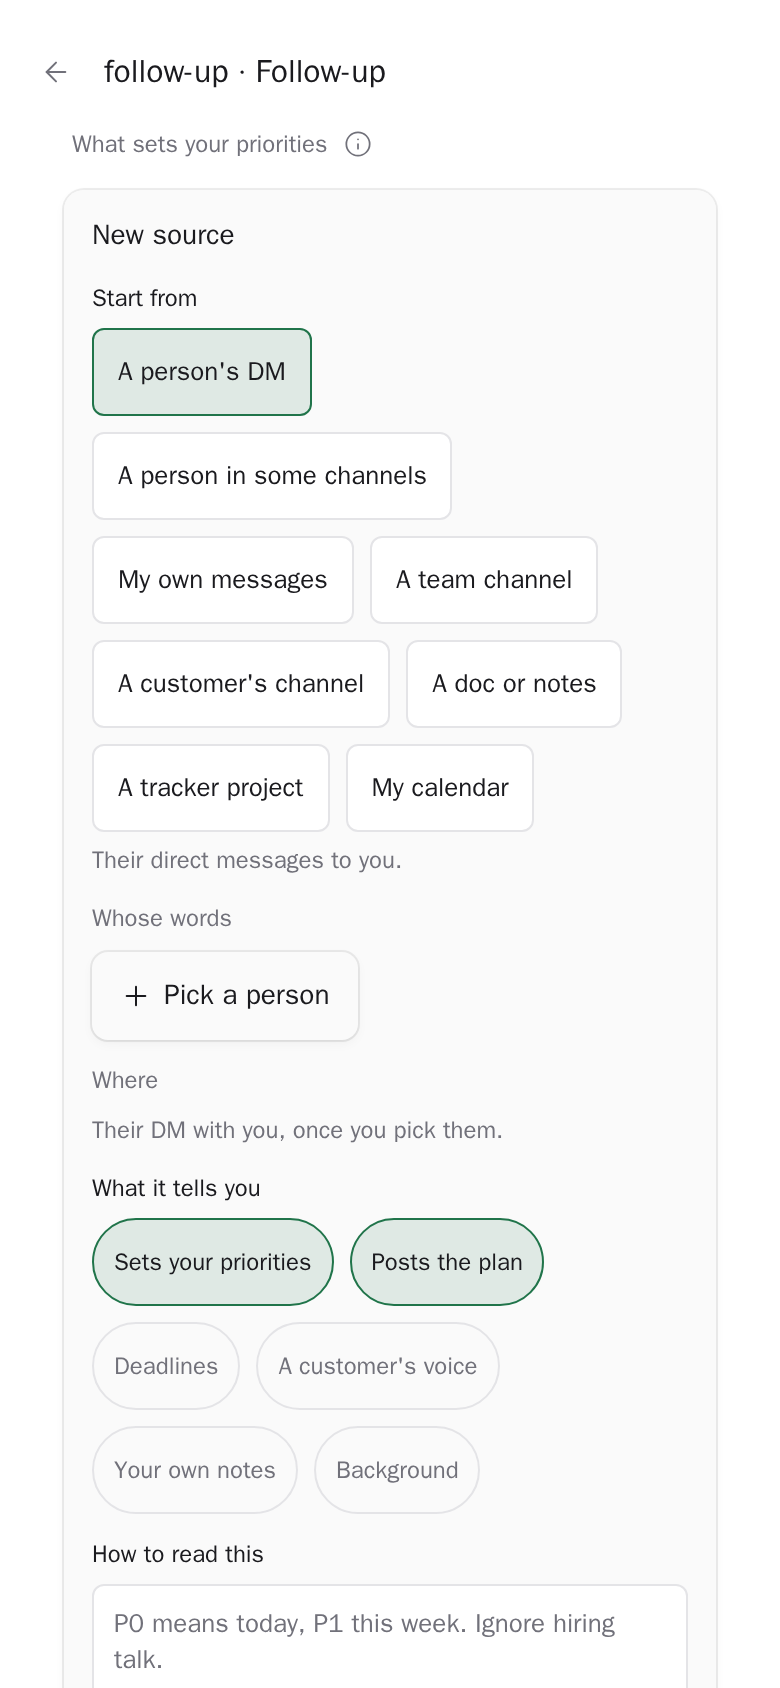 follow-up · Follow-up
What sets your priorities
New source
Start from
A person's DM
A person in some channels
My own messages
A team channel
A customer's channel
A doc or notes
A tracker project
My calendar
Their direct messages to you.
Whose words
+ Pick a person
Where
Their DM with you, once you pick them.
What it tells you
Sets your priorities
Posts the plan
Deadlines
A customer's voice
Your own notes
Background
How to read this
P0 means today, P1 this week. Ignore hiring
talk.